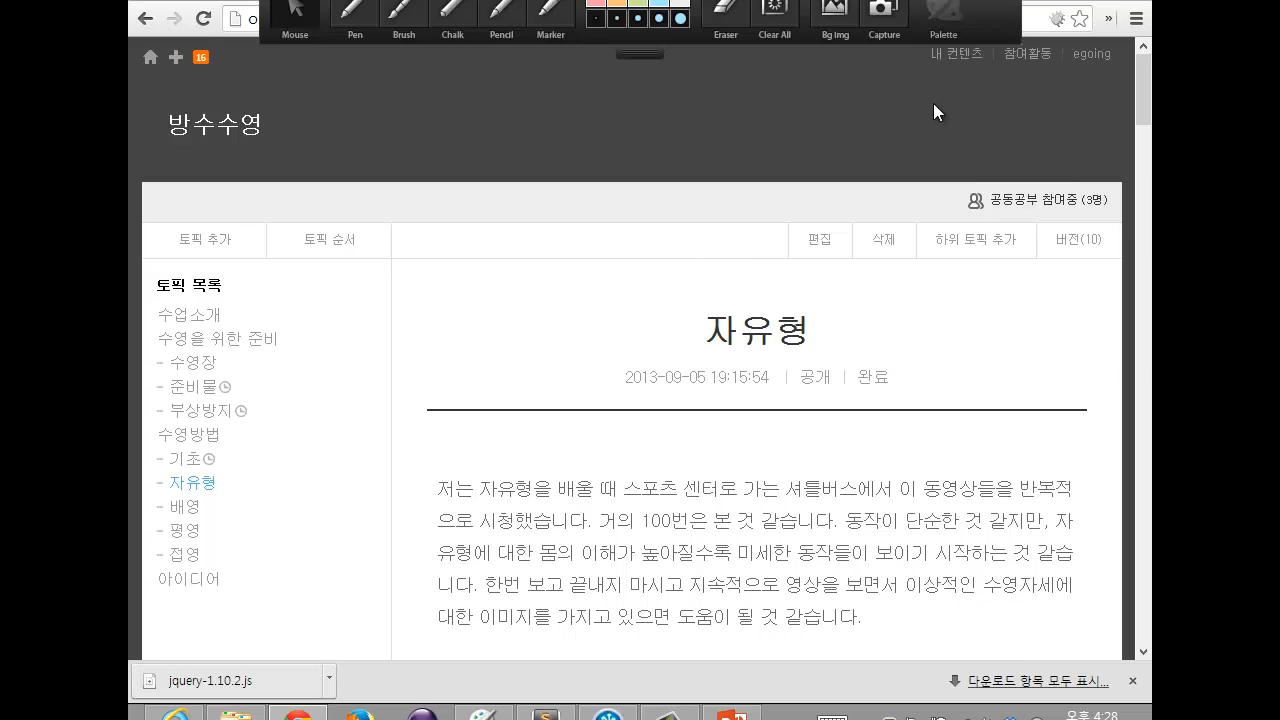 Mouse
Pen
Brush
Chalk
Pencil
Marker
Eraser
Clear All
Bg img
Capture
Palette
»
16
내 컨텐츠
참여활동
egoing
방수수영
공동공부 참여중 (3명)
토픽 추가
토픽 순서
편집
삭제
하위 토픽 추가
버전(10)
토픽 목록
수업소개
수영을 위한 준비
- 수영장
- 준비물
- 부상방지
수영방법
- 기초
- 자유형
- 배영
- 평영
- 접영
아이디어
자유형
2013-09-05 19:15:54 | 공개 | 완료
저는 자유형을 배울 때 스포츠 센터로 가는 셔틀버스에서 이 동영상들을 반복적
으로 시청했습니다. 거의 100번은 본 것 같습니다. 동작이 단순한 것 같지만, 자
유형에 대한 몸의 이해가 높아질수록 미세한 동작들이 보이기 시작하는 것 같습
니다. 한번 보고 끝내지 마시고 지속적으로 영상을 보면서 이상적인 수영자세에
대한 이미지를 가지고 있으면 도움이 될 것 같습니다.
jquery-1.10.2.js
다운로드 항목 모두 표시...
오후 4:28